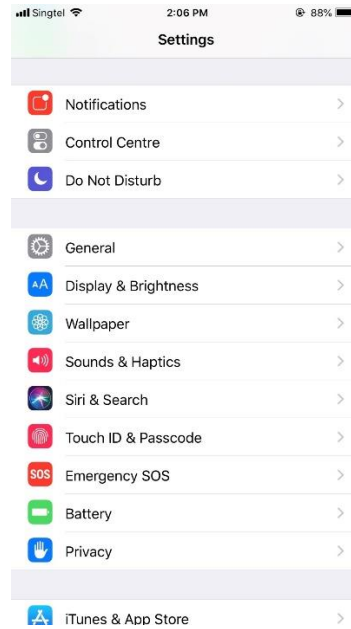 Singtel 2:06 PM 88%
Settings
Notifications
Control Centre
Do Not Disturb
General
AA Display & Brightness
Wallpaper
Sounds & Haptics
Siri & Search
Touch ID & Passcode
SOS Emergency SOS
Battery
Privacy
iTunes & App Store